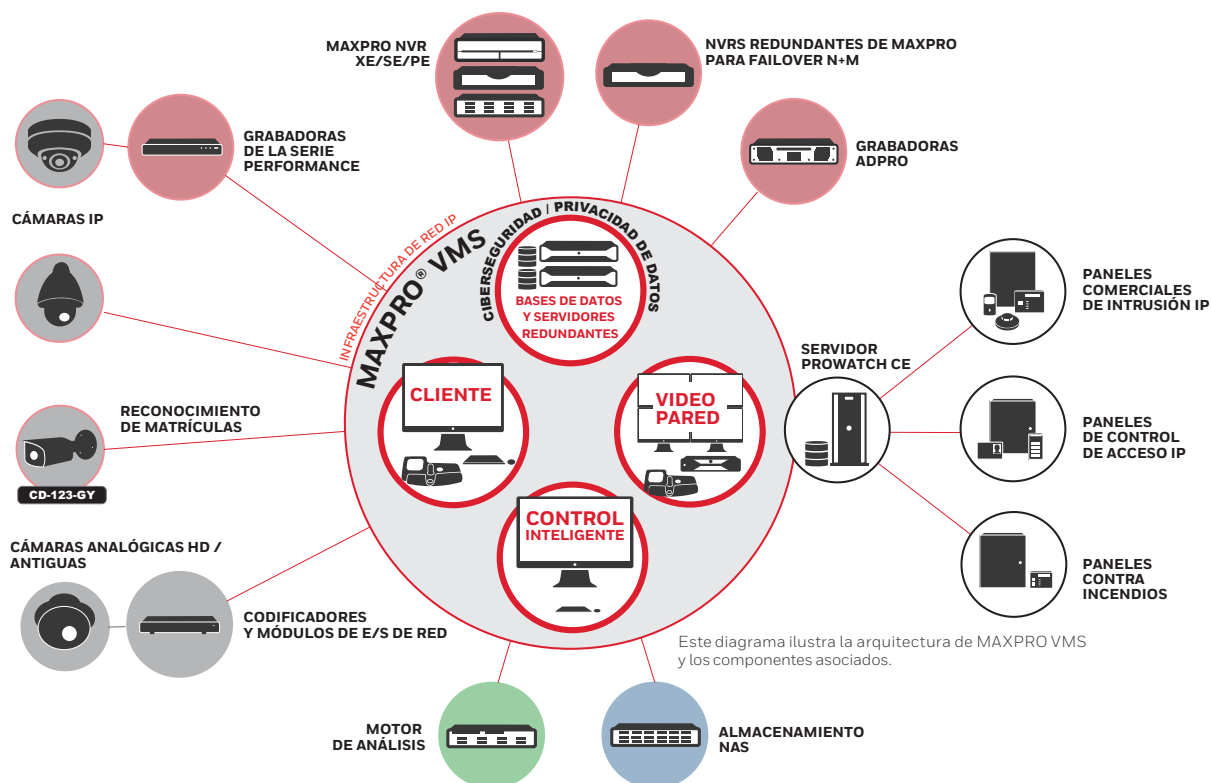 MAXPRO NVR
XE/SE/PE
NVRS REDUNDANTES DE MAXPRO
PARA FAILOVER N+M
GRABADORAS
DE LA SERIE
PERFORMANCE
GRABADORAS
ADPRO
CÁMARAS IP
INFRAESTRUCTURA DE RED IP
MAXPRO® VMS
CIBERSEGURIDAD / PRIVACIDAD DE DATOS
BASES DE DATOS
Y SERVIDORES
REDUNDANTES
PANELES
COMERCIALES
DE INTRUSIÓN IP
SERVIDOR
PROWATCH CE
CLIENTE
VIDEO
PARED
RECONOCIMIENTO
DE MATRÍCULAS
CD-123-GY
PANELES
DE CONTROL
DE ACCESO IP
CONTROL
INTELIGENTE
CÁMARAS ANALÓGICAS HD /
ANTIGUAS
CODIFICADORES
Y MÓDULOS DE E/S DE RED
PANELES
CONTRA
INCENDIOS
Este diagrama ilustra la arquitectura de MAXPRO VMS
y los componentes asociados.
MOTOR
DE ANÁLISIS
ALMACENAMIENTO
NAS